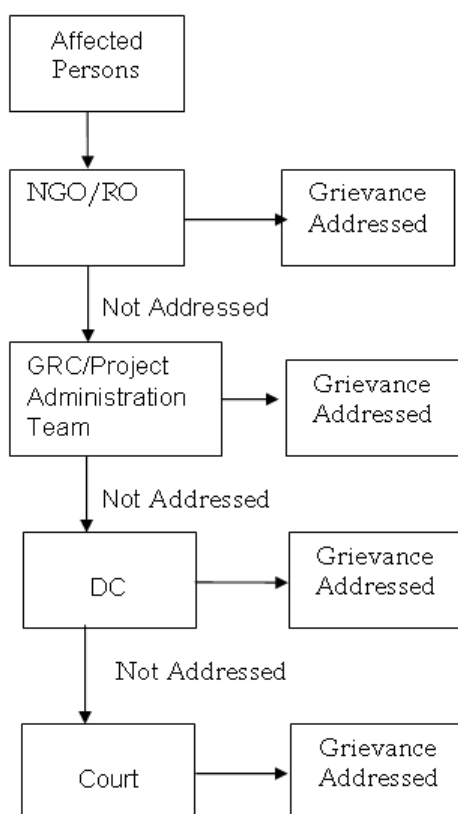 Affected
Persons
NGO/RO
Grievance
Addressed
Not Addressed
GRC/Project
Administration
Team
Grievance
Addressed
Not Addressed
DC
Grievance
Addressed
Not Addressed
Court
Grievance
Addressed